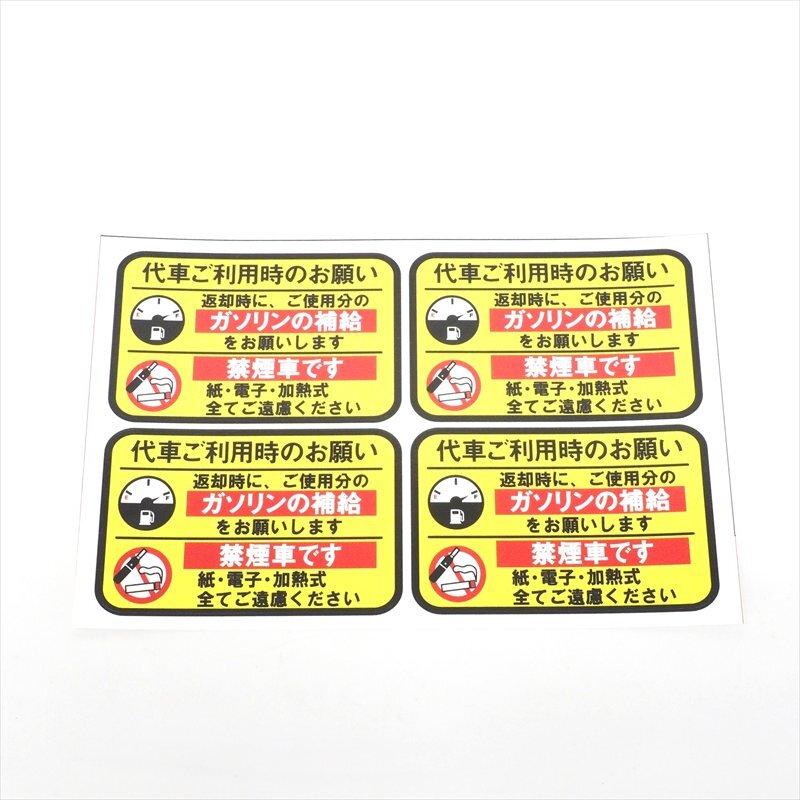 代車ご利用時のお願い
返却時に、ご使用分の
ガソリンの補給
をお願いします
禁煙車です
紙・電子・加熱式
全てご遠慮ください
代車ご利用時のお願い
返却時に、ご使用分の
ガソリンの補給
をお願いします
禁煙車です
紙・電子・加熱式
全てご遠慮ください
代車ご利用時のお願い
返却時に、ご使用分の
ガソリンの補給
をお願いします
禁煙車です
紙・電子・加熱式
全てご遠慮ください
代車ご利用時のお願い
返却時に、ご使用分の
ガソリンの補給
をお願いします
禁煙車です
紙・電子・加熱式
全てご遠慮ください